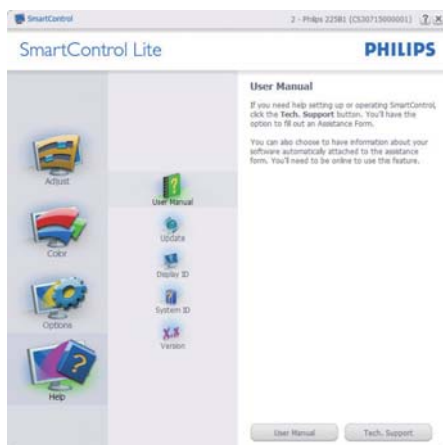 SmartControl
2 - Philips 225B1 (CS30715000001)
SmartControl Lite
PHILIPS
Adjust
Color
Options
Help
User Manual
Update
Display ID
System ID
X.X
Version
User Manual
If you need help setting up or operating SmartControl,
click the Tech. Support button. You'll have the
option to fill out an Assistance Form.
You can also choose to have information about your
software automatically attached to the assistance
form. You'll need to be online to use the feature.
User Manual
Tech. Support